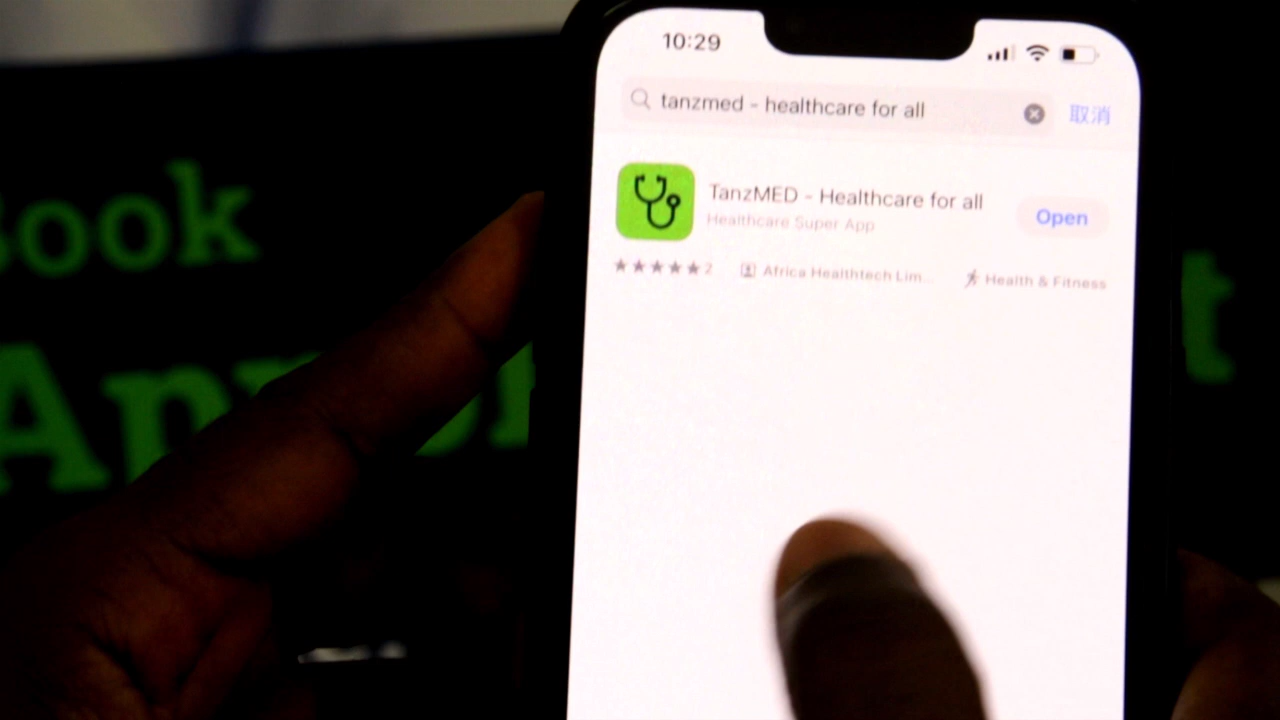 10:29
tanzmed - healthcare for all
取消
TanzMED - Healthcare for all
Healthcare Super App
Open
★★★★★ 2
Africa Healthtech Lim...
Health & Fitness
Book